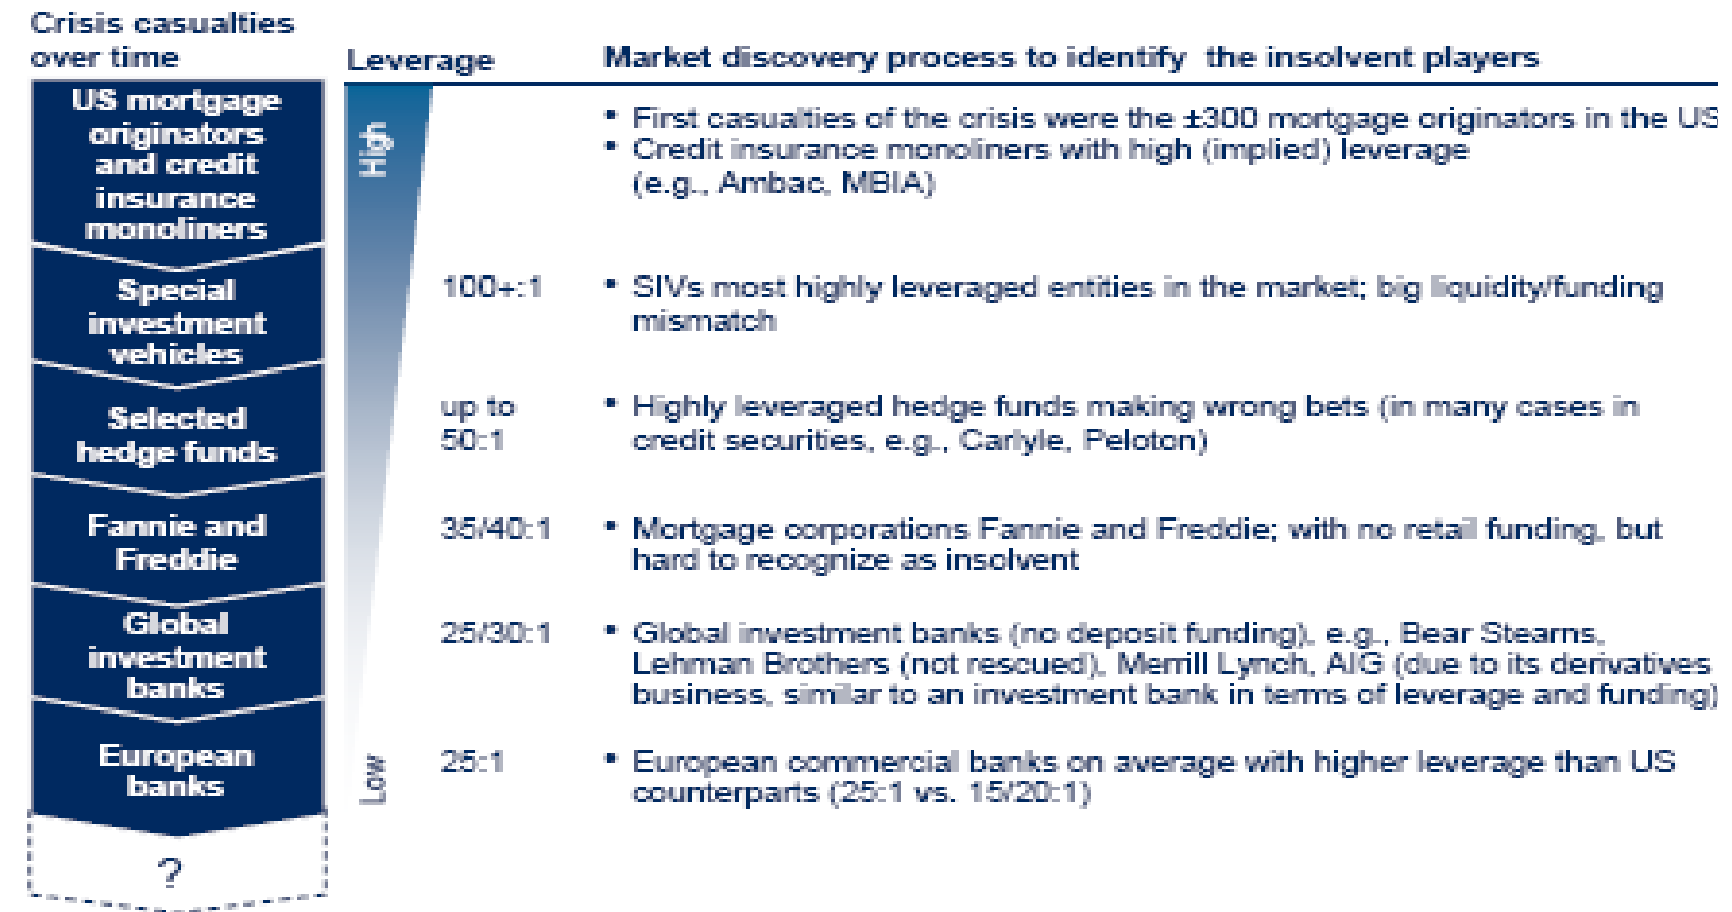 Crisis casualties
over time
Leverage
Market discovery process to identify the insolvent players
US mortgage
originators
and credit
insurance
monoliners
High
• First casualties of the crisis were the ±300 mortgage originators in the US
• Credit insurance monoliners with high (implied) leverage
(e.g., Ambac, MBIA)
Special
investment
vehicles
100+:1
• SIVs most highly leveraged entities in the market; big liquidity/funding
mismatch
Selected
hedge funds
up to
50:1
• Highly leveraged hedge funds making wrong bets (in many cases in
credit securities, e.g., Carlyle, Peloton)
Fannie and
Freddie
35/40:1
• Mortgage corporations Fannie and Freddie; with no retail funding, but
hard to recognize as insolvent
Global
investment
banks
25/30:1
• Global investment banks (no deposit funding), e.g., Bear Stearns,
Lehman Brothers (not rescued), Merrill Lynch, AIG (due to its derivatives
business, similar to an investment bank in terms of leverage and funding)
European
banks
Low
25:1
• European commercial banks on average with higher leverage than US
counterparts (25:1 vs. 15/20:1)
?